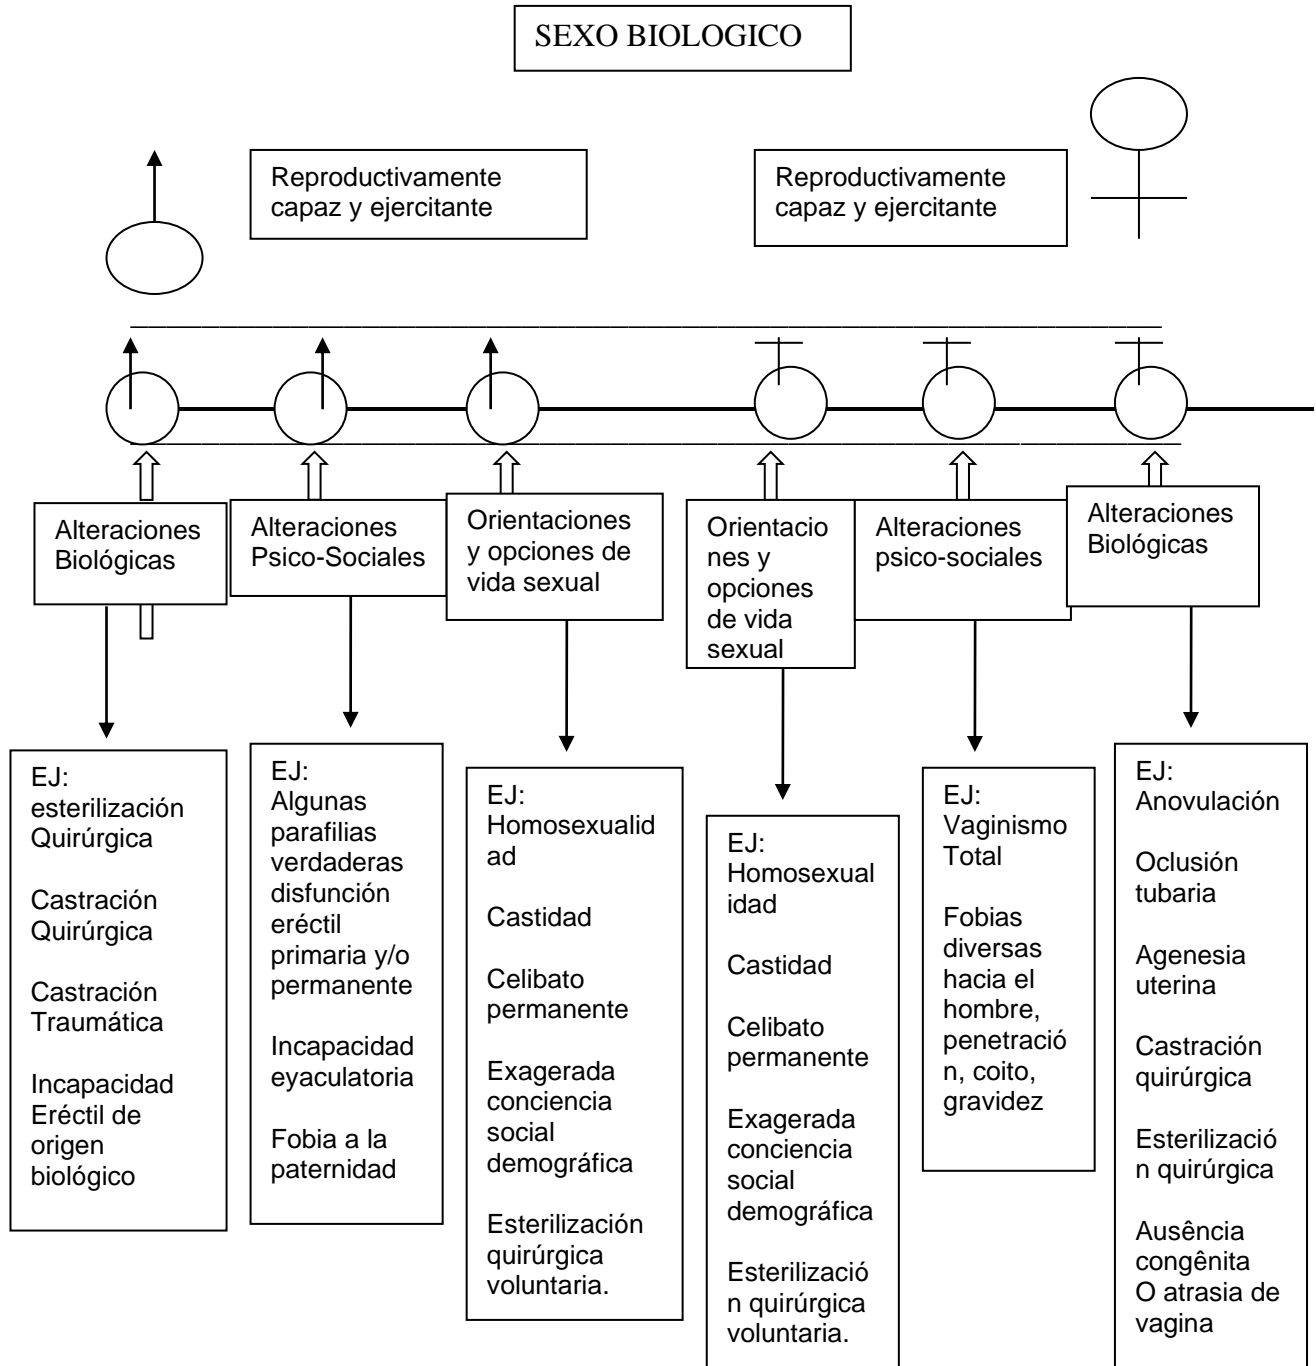 SEXO BIOLOGICO
Reproductivamente
capaz y ejercitante
Reproductivamente
capaz y ejercitante
Alteraciones
Biológicas
Alteraciones
Psico-Sociales
Orientaciones
y opciones de
vida sexual
Orientacio
nes y
opciones
de vida
sexual
Alteraciones
psico-sociales
Alteraciones
Biológicas
EJ:
esterilización
Quirúrgica
Castración
Quirúrgica
Castración
Traumática
Incapacidad
Eréctil de
origen
biológico
EJ:
Algunas
parafilias
verdaderas
disfunción
eréctil
primaria y/o
permanente
Incapacidad
eyaculatoria
Fobia a la
paternidad
EJ:
Homosexualid
ad
Castidad
Celibato
permanente
Exagerada
conciencia
social
demográfica
Esterilización
quirúrgica
voluntaria.
EJ:
Homosexual
idad
Castidad
Celibato
permanente
Exagerada
conciencia
social
demográfica
Esterilizació
n quirúrgica
voluntaria.
EJ:
Vaginismo
Total
Fobias
diversas
hacia el
hombre,
penetració
n, coito,
gravidez
EJ:
Anovulación
Oclusión
tubaria
Agenesia
uterina
Castración
quirúrgica
Esterilizació
n quirúrgica
Ausência
congênita
O atrasia de
vagina